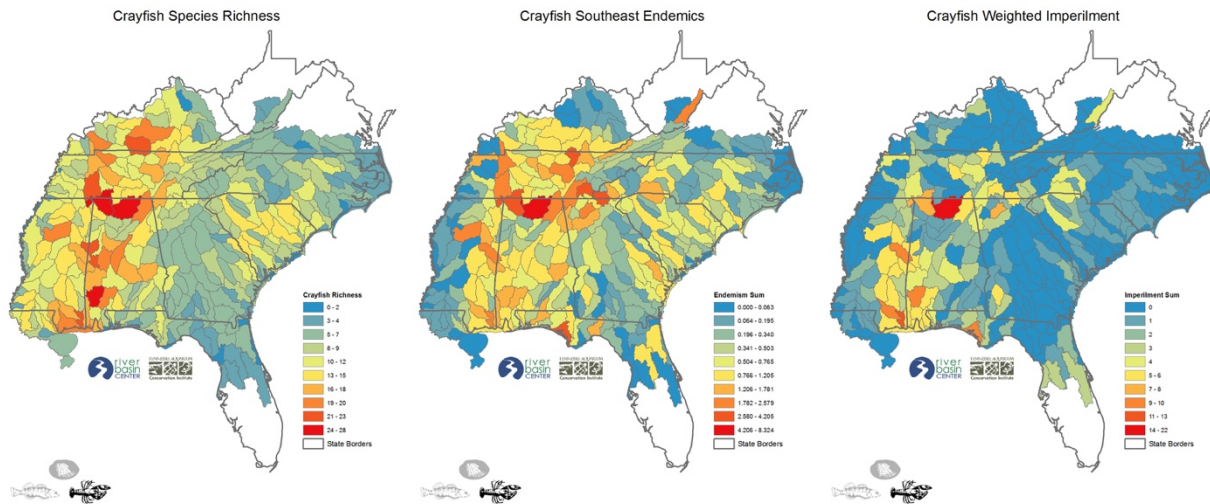 Crayfish Species Richness
Crayfish Richness
0 - 2
3 - 4
5 - 7
8 - 9
10 - 12
13 - 15
16 - 18
19 - 20
21 - 23
24 - 28
State Borders
river
basin
CENTER
Conservation Institute
Crayfish Southeast Endemics
Endemism Sum
0.000 - 0.063
0.064 - 0.195
0.196 - 0.340
0.341 - 0.503
0.504 - 0.765
0.766 - 1.205
1.206 - 1.781
1.782 - 2.579
2.580 - 4.205
4.206 - 8.324
State Borders
river
basin
CENTER
Conservation Institute
Crayfish Weighted Imperilment
Imperilment Sum
0
1
2
3
4
5 - 6
7 - 8
9 - 10
11 - 13
14 - 22
State Borders
river
basin
CENTER
Conservation Institute